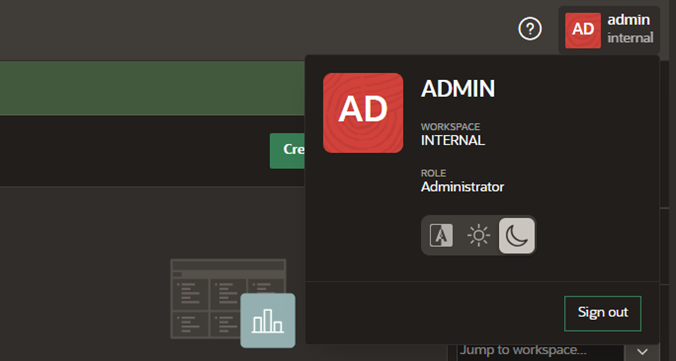 AD
admin
internal
AD
ADMIN
WORKSPACE
INTERNAL
Cre
ROLE
Administrator
A
Sign out
Jump to workspace...